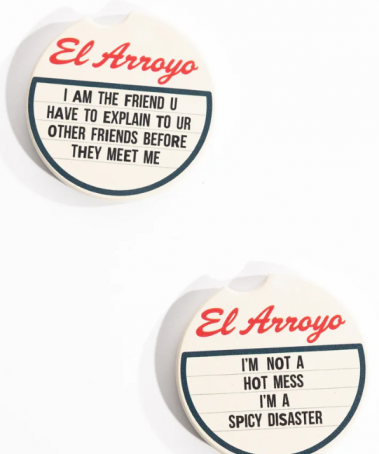 El Arroyo
I AM THE FRIEND U
HAVE TO EXPLAIN TO UR
OTHER FRIENDS BEFORE
THEY MEET ME
El Arroyo
I'M NOT A
HOT MESS
I'M A
SPICY DISASTER